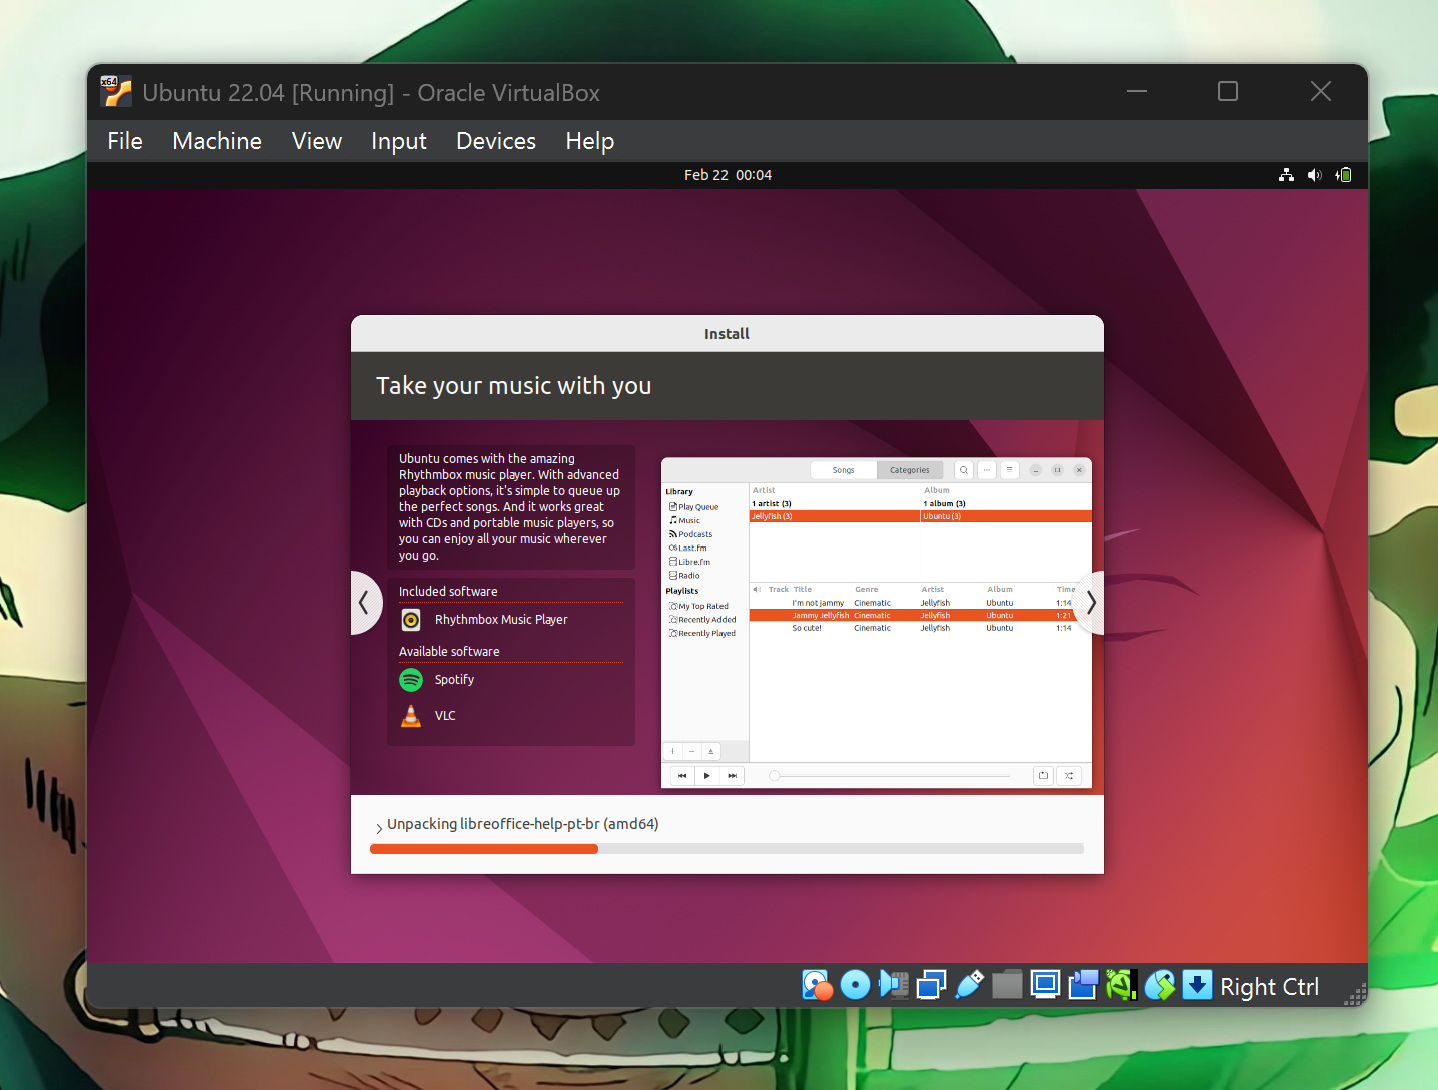 x64
Ubuntu 22.04 [Running] - Oracle VirtualBox
File Machine View Input Devices Help
Feb 22 00:04
Install
Take your music with you
Ubuntu comes with the amazing
Rhythmbox music player. With advanced
playback options, it's simple to queue up
the perfect songs. And it works great
with CDs and portable music players, so
you can enjoy all your music wherever
you go.
Included software
Rhythmbox Music Player
Available software
Spotify
VLC
Songs Categories
Library
Play Queue
Music
Podcasts
Last.fm
Libre.fm
Radio
Playlists
My Top Rated
Recently Added
Recently Played
Artist Album
1 artist (3) 1 album (3)
Jellyfish (3) Ubuntu (3)
Track Title Genre Artist Album Time
I'm not jammy Cinematic Jellyfish Ubuntu 1:14
Jammy Jellyfish Cinematic Jellyfish Ubuntu 1:21
So cute! Cinematic Jellyfish Ubuntu 1:14
Unpacking libreoffice-help-pt-br (amd64)
Right Ctrl